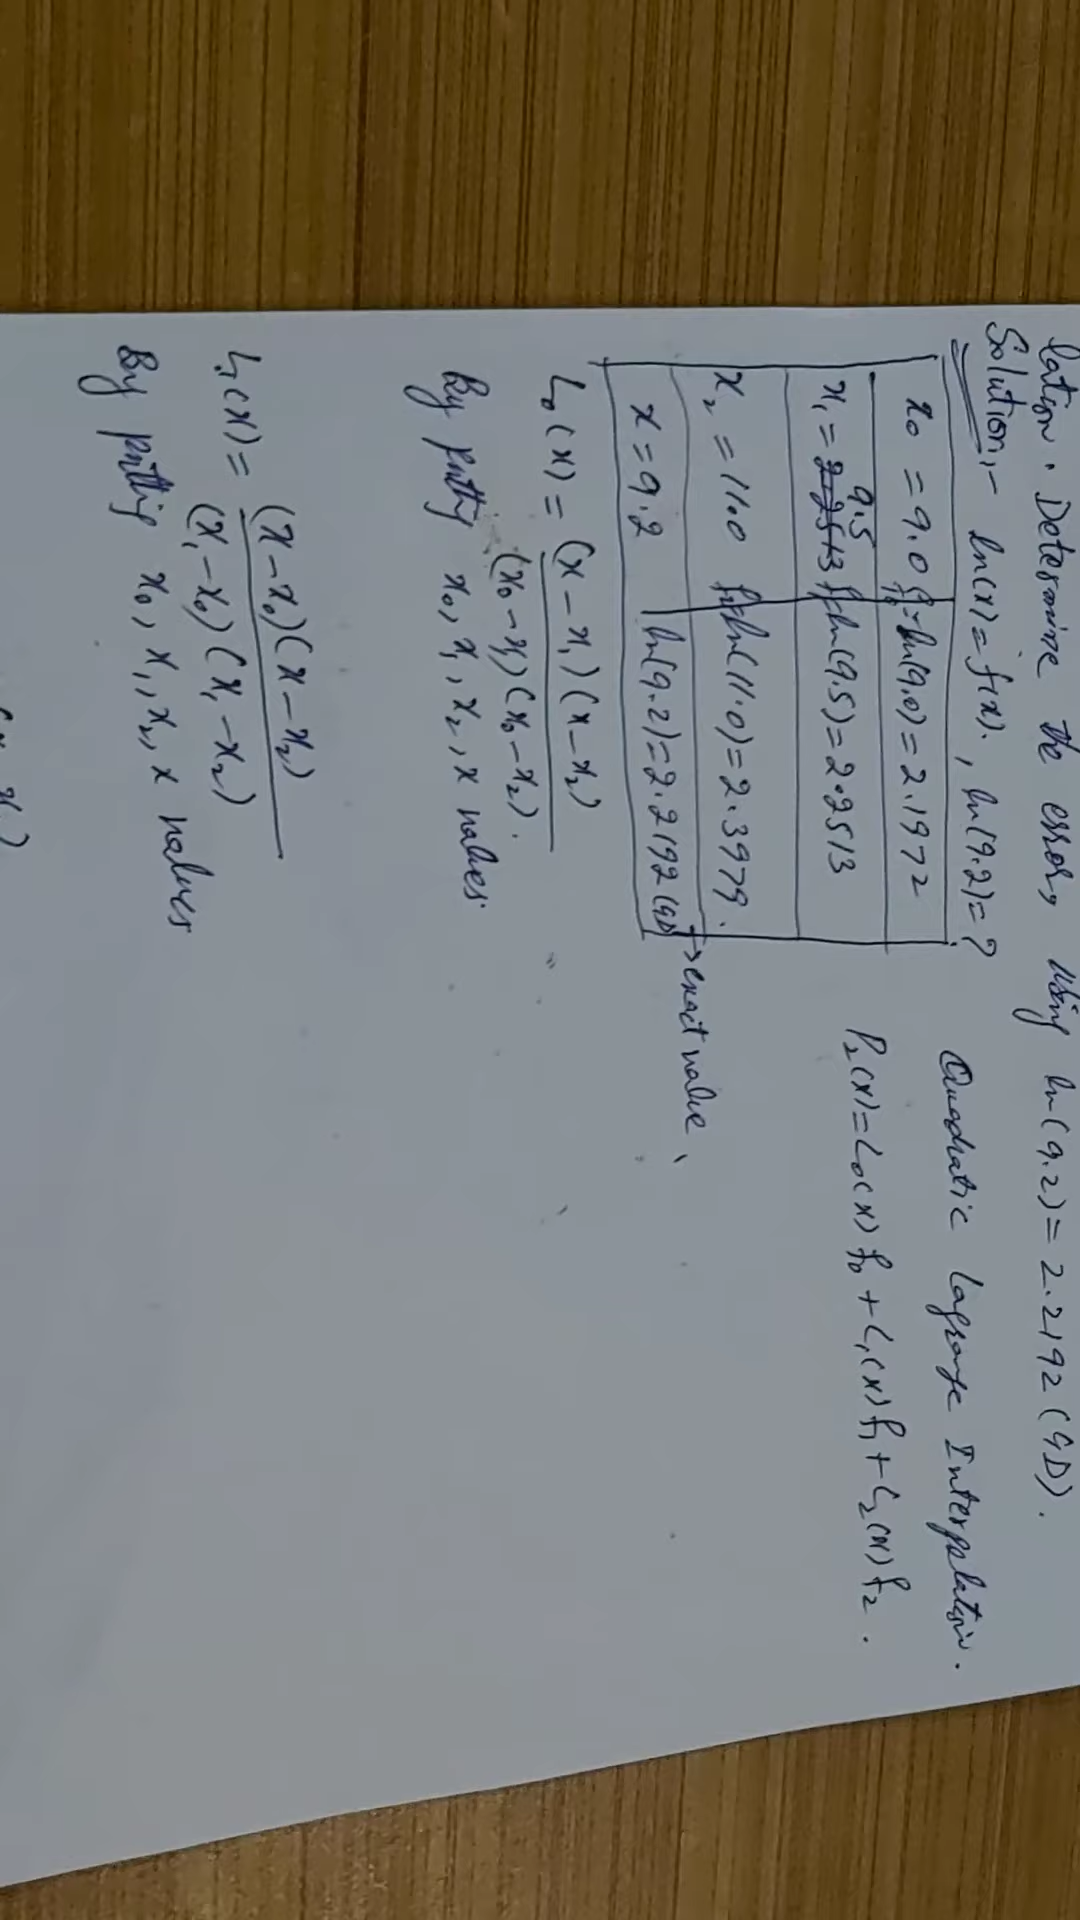 lation. Determine the error, using ln(9.2) = 2.2192 (4D).
Solution:- ln(x) = f(x), ln(9.2) = ?
Quadratic Lagrange Interpolation.
x₀ = 9.0 f₀ = ln(9.0) = 2.1972
x₁ = 9.5 f₁ = ln(9.5) = 2.2513
P₂(x) = L₀(x) f₀ + L₁(x) f₁ + L₂(x) f₂.
x₂ = 11.0 f₂ = ln(11.0) = 2.3979.
x = 9.2 ln(9.2) = 2.2192 (4D) → exact value.
L₀(x) = (x - x₁)(x - x₂)
(x₀ - x₁)(x₀ - x₂).
By putting x₀, x₁, x₂, x values
L₁(x) = (x - x₀)(x - x₂)
(x₁ - x₀)(x₁ - x₂)
By putting x₀, x₁, x₂, x values